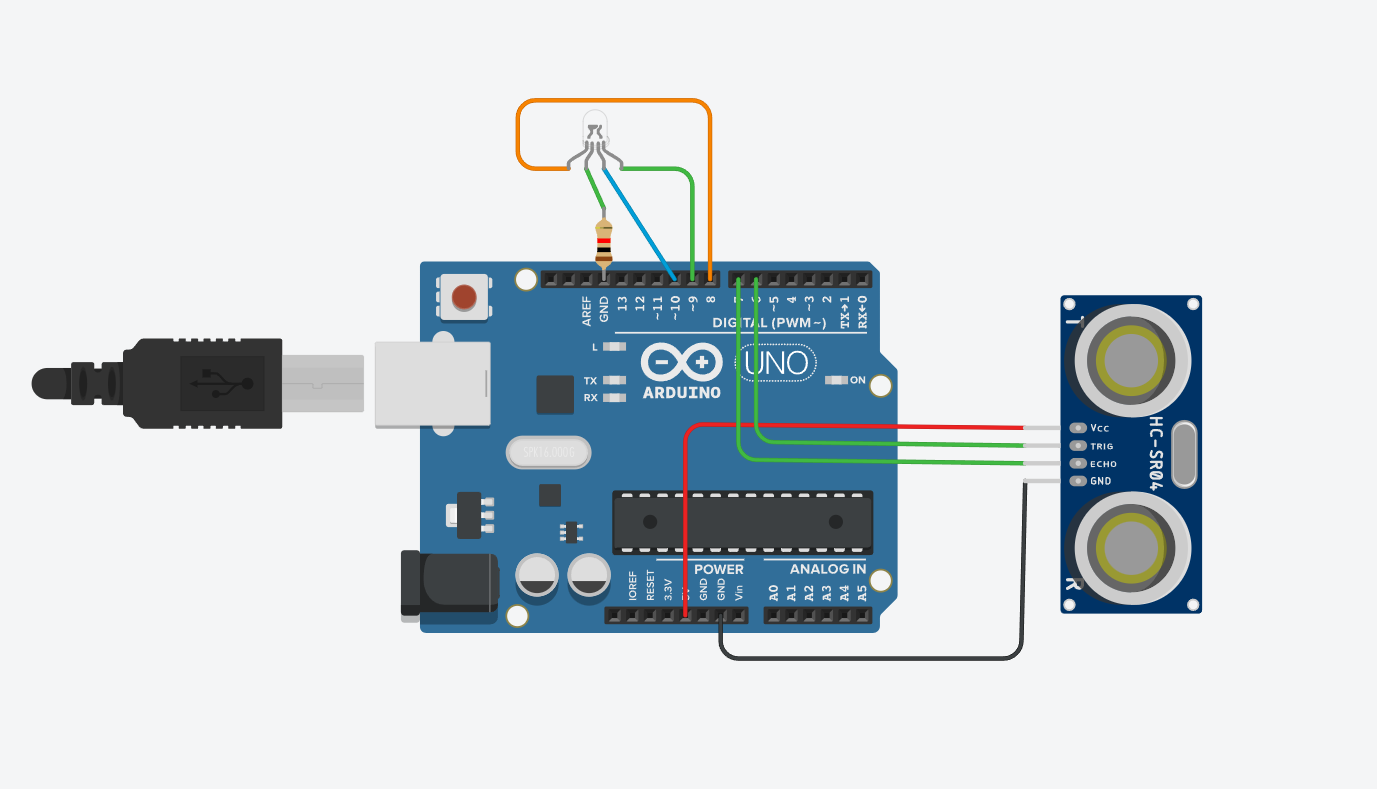 AREF
GND
13
12
~11
~10
~9
8
7
6
~5
4
~3
2
TX→1
RX←0
DIGITAL (PWM~)
L
TX
RX
ARDUINO
UNO
ON
SPK16.000G
T
VCC
TRIG
ECHO
GND
HC-SR04
R
POWER
ANALOG IN
IOREF
RESET
3.3V
GND
GND
Vin
A0
A1
A2
A3
A4
A5